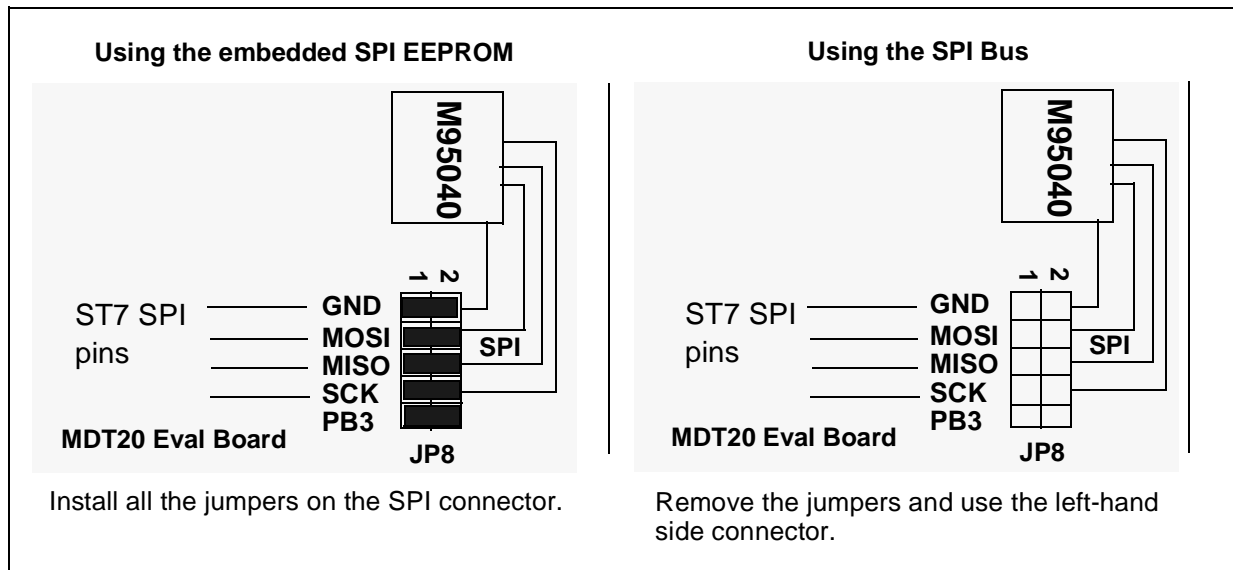 Using the embedded SPI EEPROM
M95040
1 2
ST7 SPI
pins
GND
MOSI
MISO
SCK
PB3
SPI
MDT20 Eval Board
JP8
Install all the jumpers on the SPI connector.
Using the SPI Bus
M95040
1 2
ST7 SPI
pins
GND
MOSI
MISO
SCK
PB3
SPI
MDT20 Eval Board
JP8
Remove the jumpers and use the left-hand
side connector.